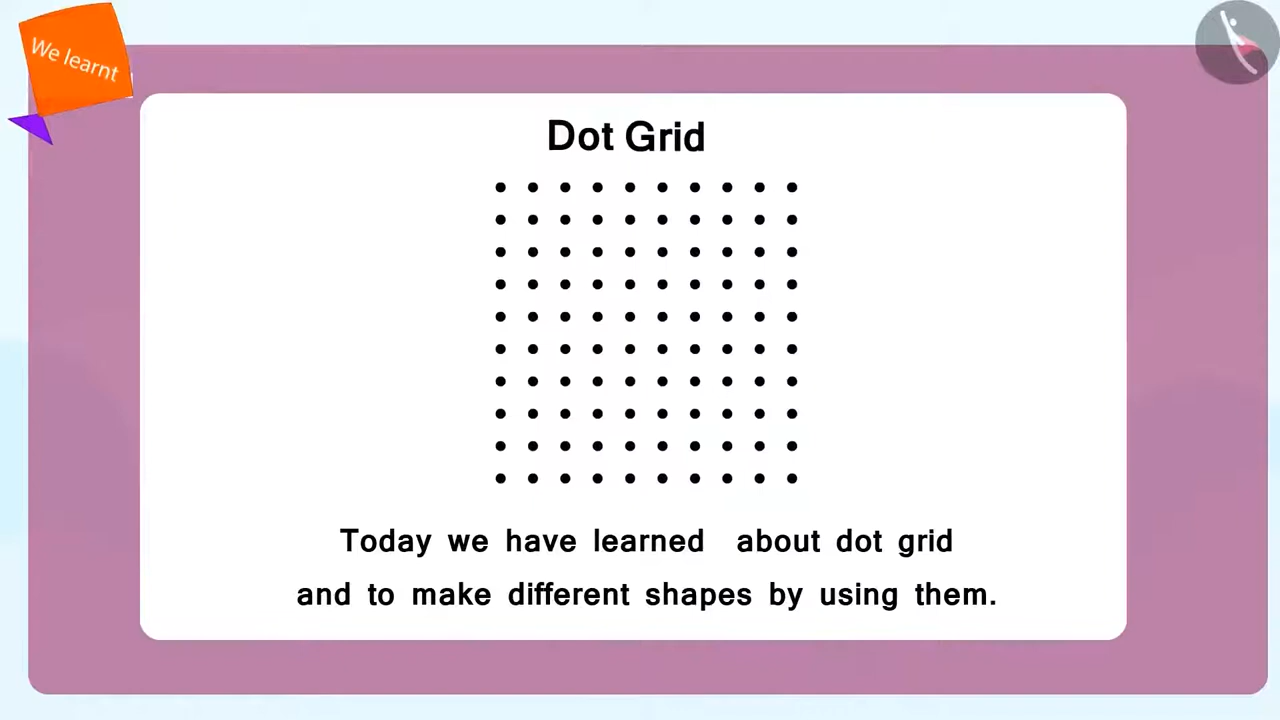 We learnt
Dot Grid
Today we have learned about dot grid
and to make different shapes by using them.